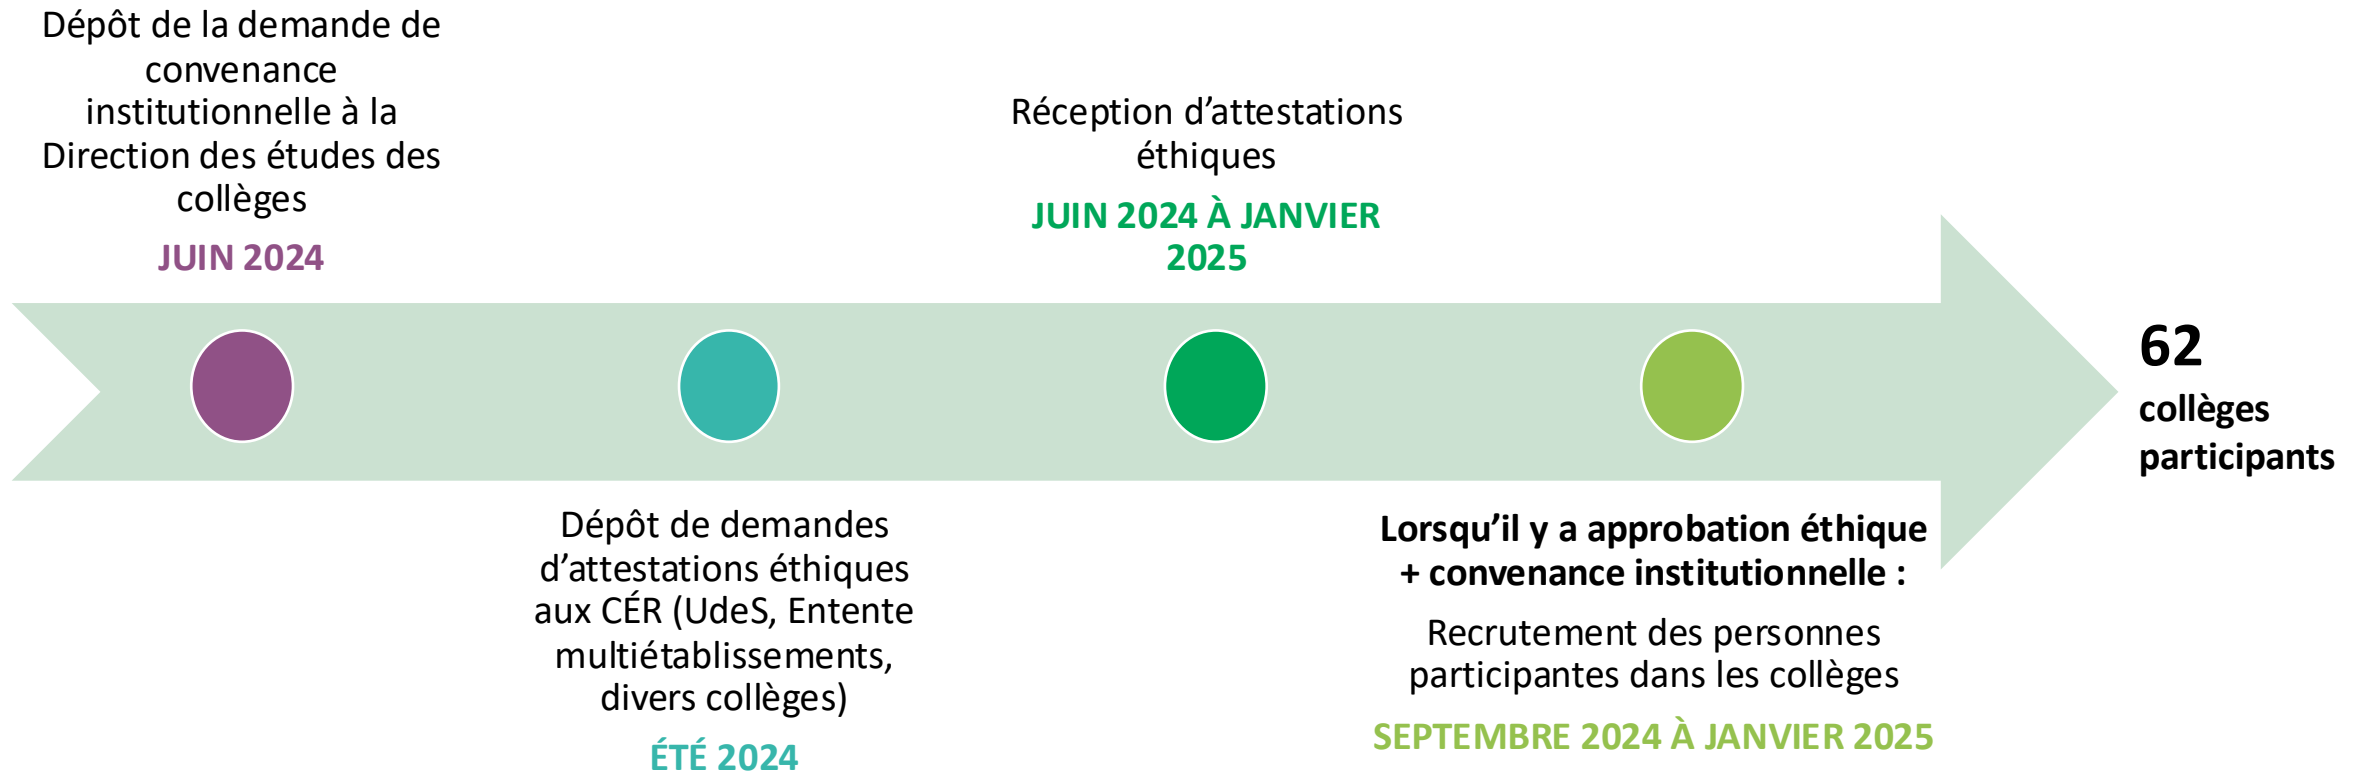 Dépôt de la demande de
convenance
institutionnelle à la
Direction des études des
collèges
JUIN 2024
Dépôt de demandes
d’attestations éthiques
aux CÉR (UdeS, Entente
multiétablissements,
divers collèges)
ÉTÉ 2024
Réception d’attestations
éthiques
JUIN 2024 À JANVIER
2025
Lorsqu’il y a approbation éthique
+ convenance institutionnelle :
Recrutement des personnes
participantes dans les collèges
SEPTEMBRE 2024 À JANVIER 2025
62
collèges
participants